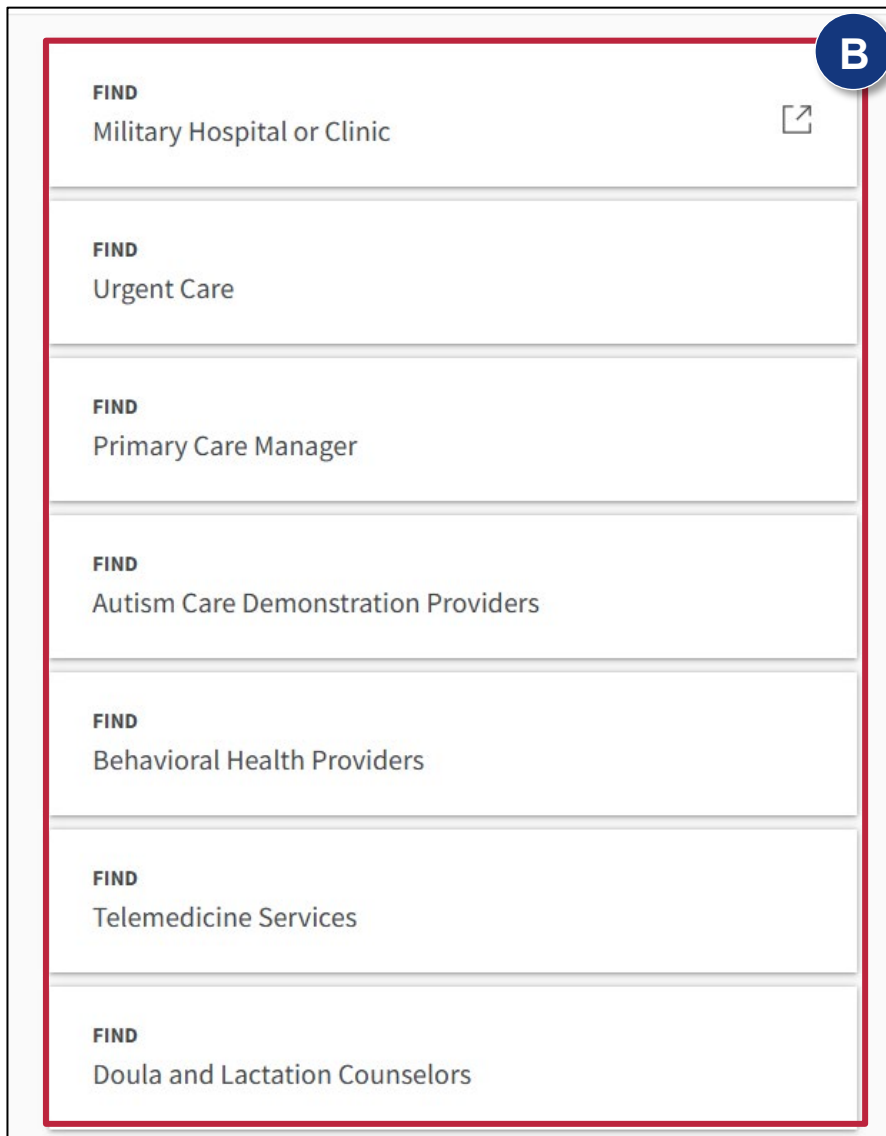 B
FIND
Military Hospital or Clinic
FIND
Urgent Care
FIND
Primary Care Manager
FIND
Autism Care Demonstration Providers
FIND
Behavioral Health Providers
FIND
Telemedicine Services
FIND
Doula and Lactation Counselors